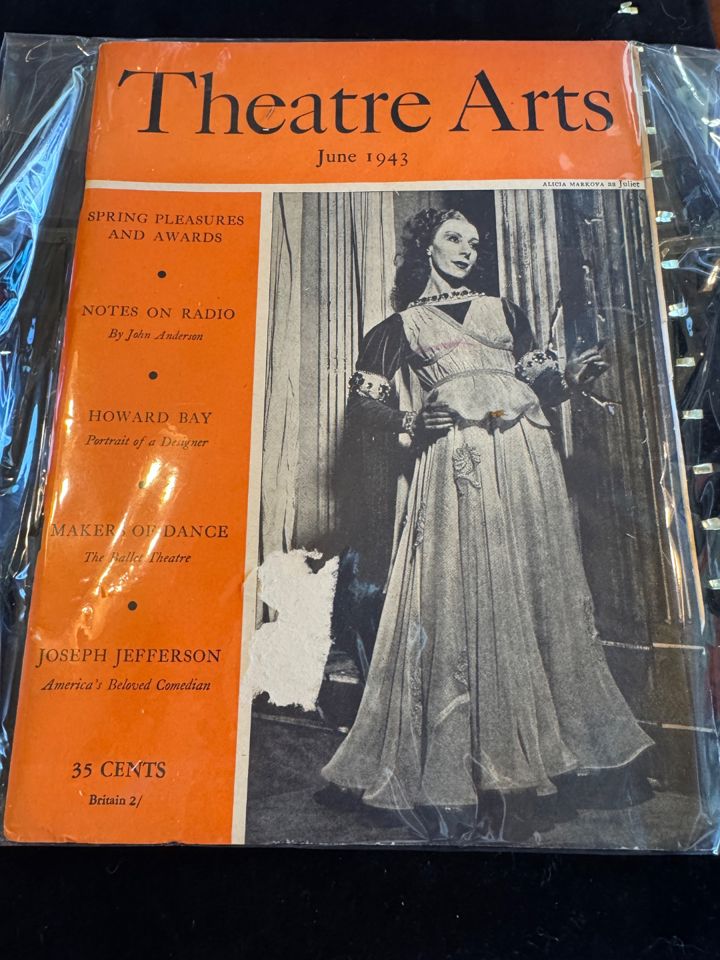 Theatre Arts
June 1943
ALICIA MARKOVA as Juliet
SPRING PLEASURES
AND AWARDS
NOTES ON RADIO
By John Anderson
HOWARD BAY
Portrait of a Designer
MAKERS OF DANCE
The Ballet Theatre
JOSEPH JEFFERSON
America's Beloved Comedian
35 CENTS
Britain 2/